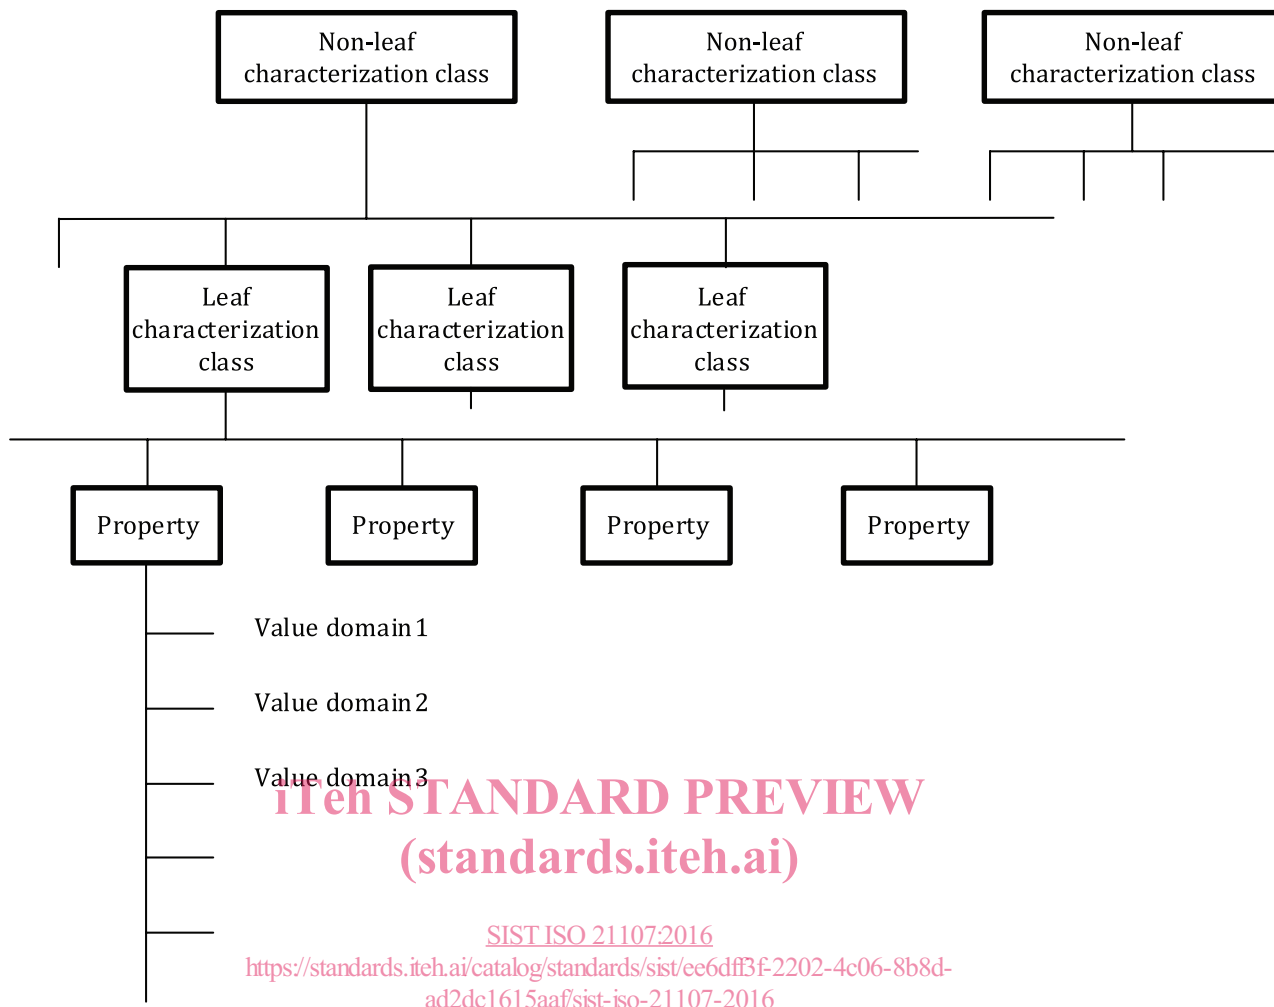 Non-leaf
characterization class
Non-leaf
characterization class
Non-leaf
characterization class
Leaf
characterization
class
Leaf
characterization
class
Leaf
characterization
class
Property
Property
Property
Property
Value domain 1
Value domain 2
Value domain 3
iTeh STANDARD PREVIEW
(standards.iteh.ai)
SIST ISO 21107:2016
https://standards.iteh.ai/catalog/standards/sist/ee6dff3f-2202-4c06-8b8d-
ad2dc1615aaf/sist-iso-21107-2016